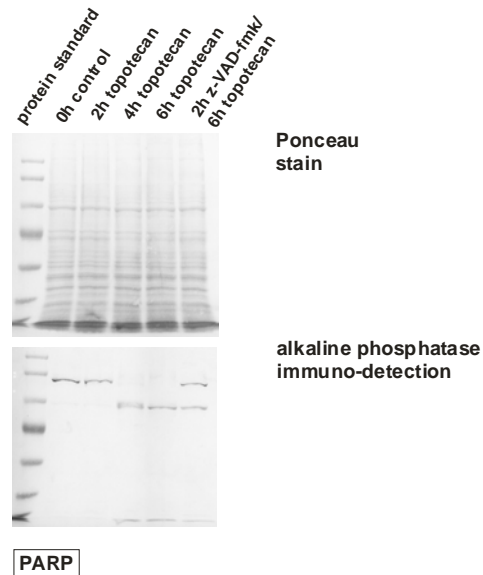 protein standard
0h control
2h topotecan
4h topotecan
6h topotecan
2h z-VAD-fmk/
6h topotecan
Ponceau
stain
alkaline phosphatase
immuno-detection
PARP